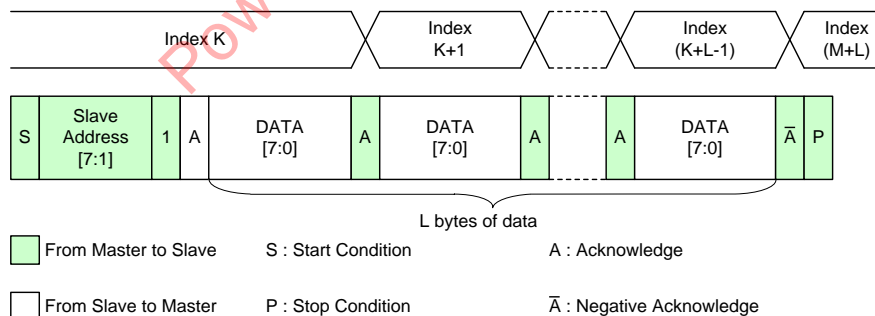 Pow
Index K
Index
K+1
Index
(K+L-1)
Index
(M+L)
S
Slave
Address
[7:1]
1
A
DATA
[7:0]
A
DATA
[7:0]
A
A
DATA
[7:0]
A̅
P
L bytes of data
From Master to Slave
S : Start Condition
A : Acknowledge
From Slave to Master
P : Stop Condition
A̅ : Negative Acknowledge